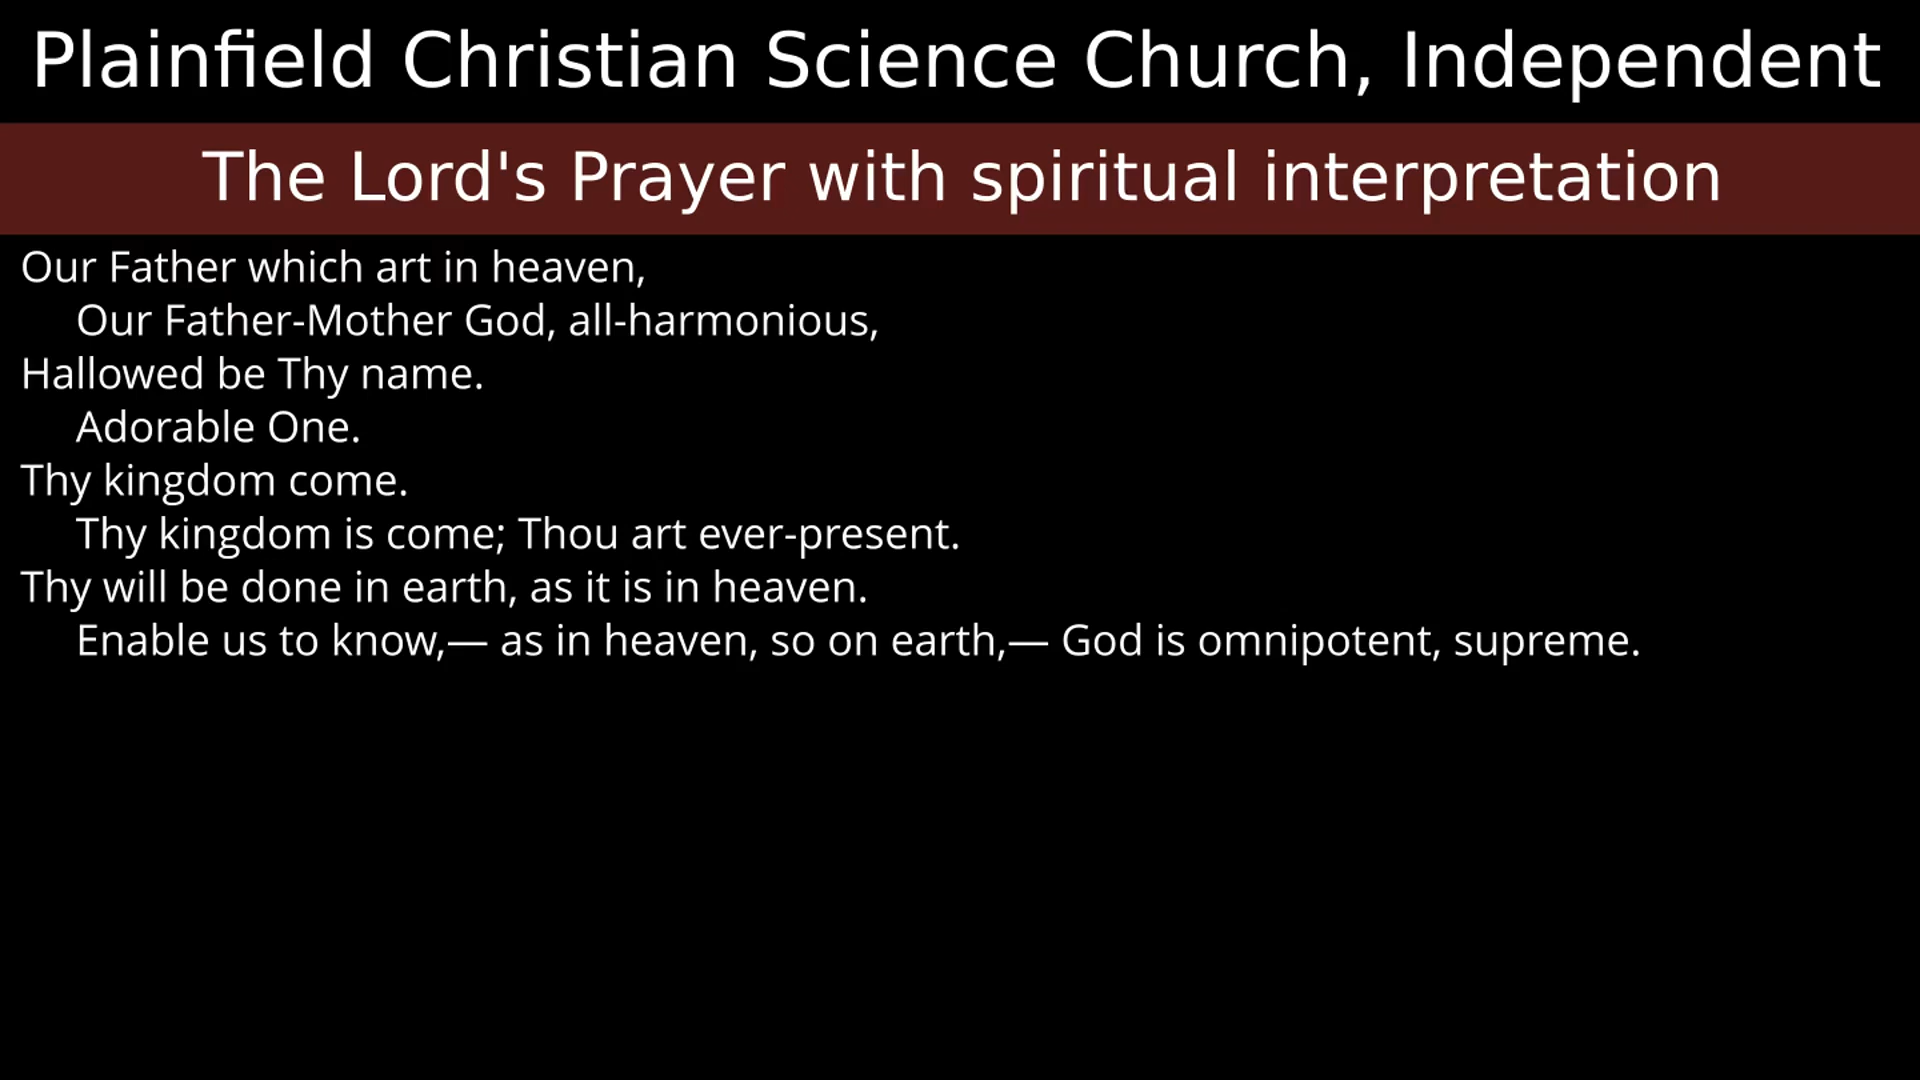 Plainfield Christian Science Church, Independent
The Lord's Prayer with spiritual interpretation
Our Father which art in heaven,
Our Father-Mother God, all-harmonious,
Hallowed be Thy name.
Adorable One.
Thy kingdom come.
Thy kingdom is come; Thou art ever-present.
Thy will be done in earth, as it is in heaven.
Enable us to know,— as in heaven, so on earth,— God is omnipotent, supreme.